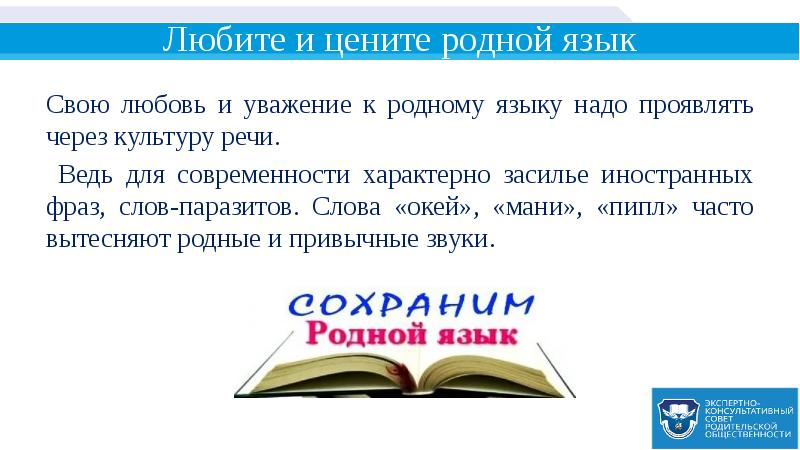 Любите и цените родной язык
Свою любовь и уважение к родному языку надо проявлять
через культуру речи.
Ведь для современности характерно засилье иностранных
фраз, слов-паразитов. Слова «окей», «мани», «пипл» часто
вытесняют родные и привычные звуки.
СОХРАНИМ
Родной язык
ЭКСПЕРТНО-
КОНСУЛЬТАТИВНЫЙ
СОВЕТ
РОДИТЕЛЬСКОЙ
ОБЩЕСТВЕННОСТИ